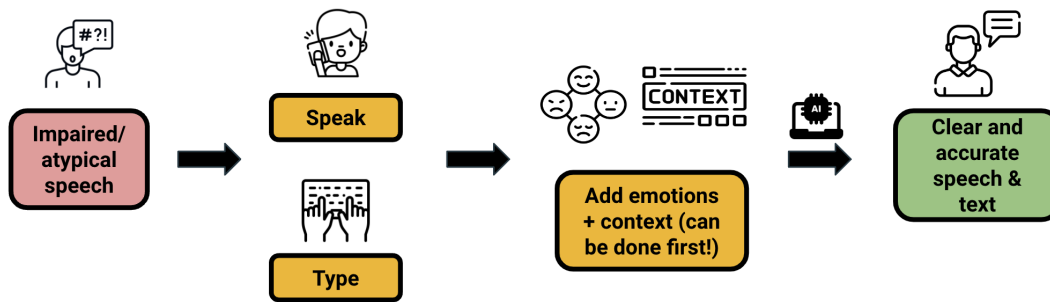 #?!
Impaired/
atypical
speech
Speak
Type
CONTEXT
Add emotions
+ context (can
be done first!)
AI
Clear and
accurate
speech &
text